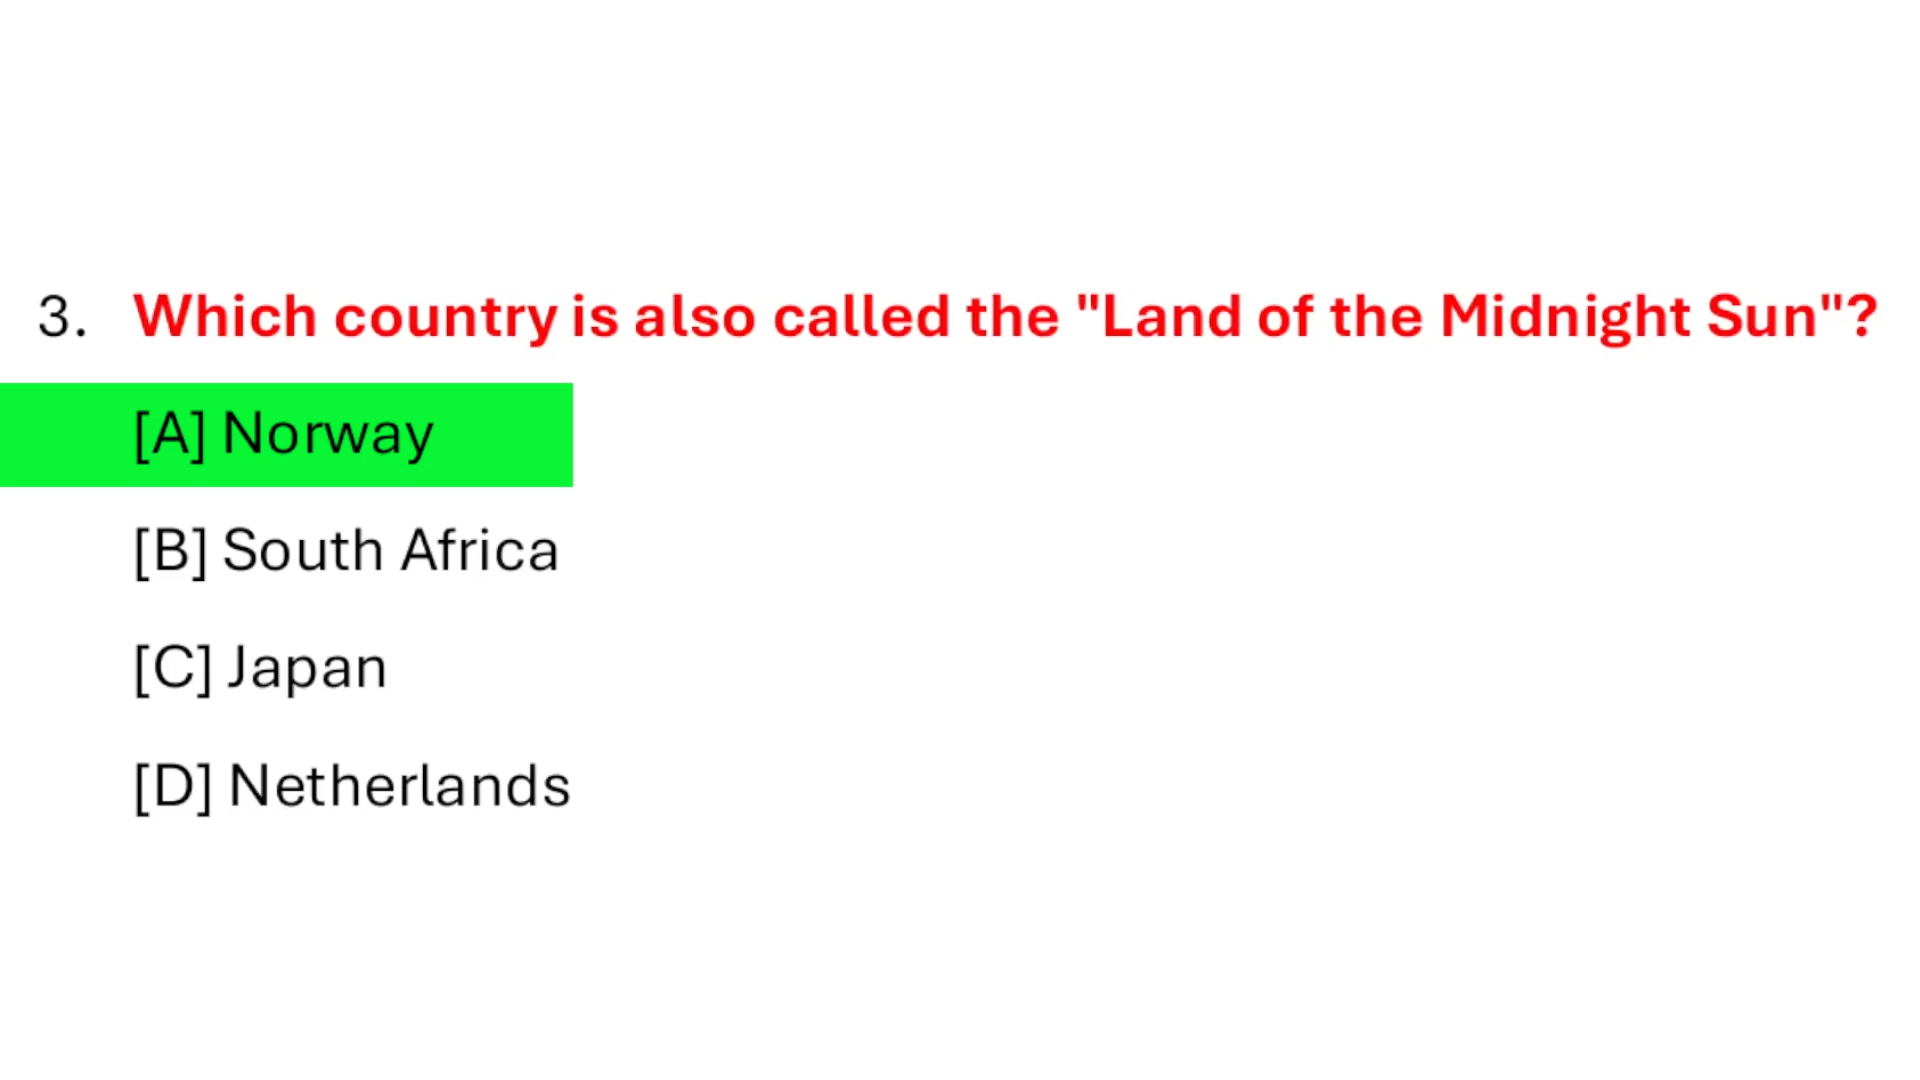 3. Which country is also called the "Land of the Midnight Sun"?
[A] Norway
[B] South Africa
[C] Japan
[D] Netherlands